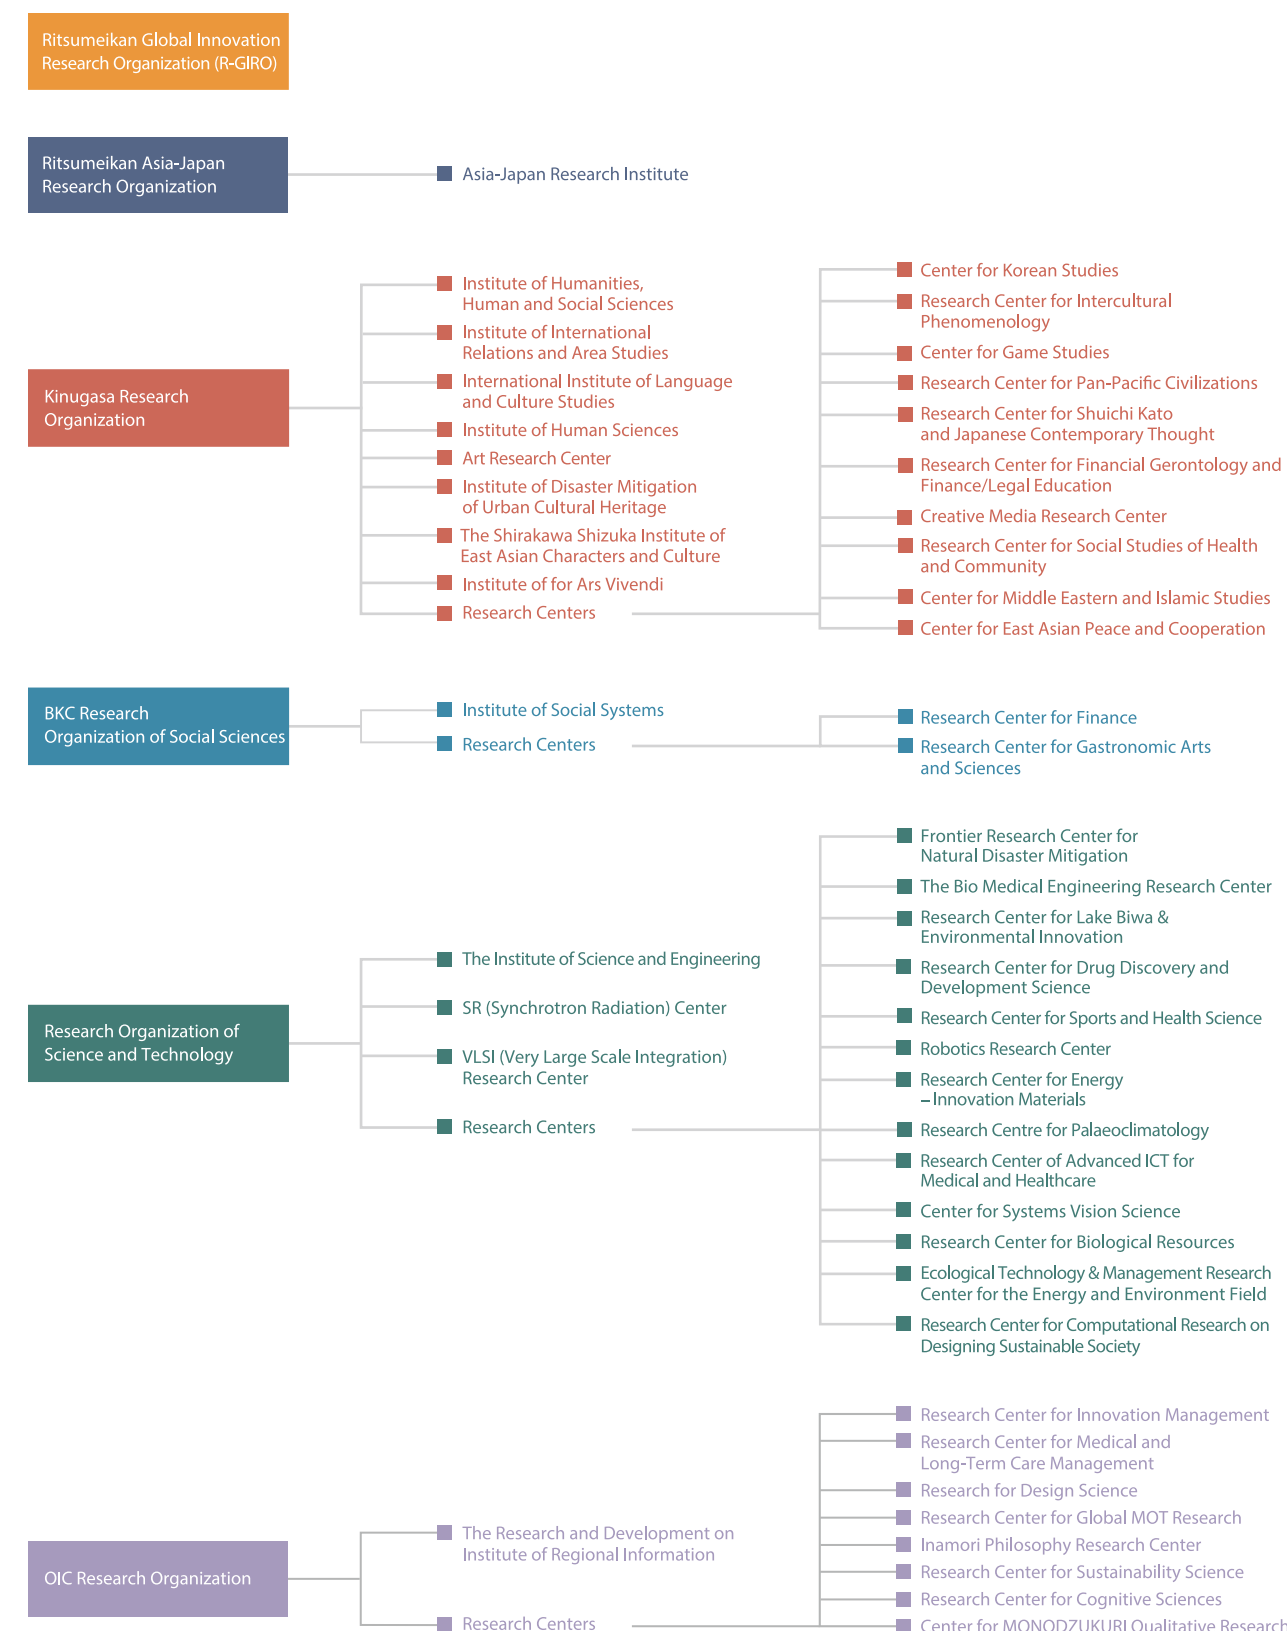 Ritsumeikan Global Innovation
Research Organization (R-GIRO)
Ritsumeikan Asia-Japan
Research Organization
Asia-Japan Research Institute
Kinugasa Research
Organization
Institute of Humanities,
Human and Social Sciences
Institute of International
Relations and Area Studies
International Institute of Language
and Culture Studies
Institute of Human Sciences
Art Research Center
Institute of Disaster Mitigation
of Urban Cultural Heritage
The Shirakawa Shizuka Institute of
East Asian Characters and Culture
Institute of for Ars Vivendi
Research Centers
Center for Korean Studies
Research Center for Intercultural
Phenomenology
Center for Game Studies
Research Center for Pan-Pacific Civilizations
Research Center for Shuichi Kato
and Japanese Contemporary Thought
Research Center for Financial Gerontology and
Finance/Legal Education
Creative Media Research Center
Research Center for Social Studies of Health
and Community
Center for Middle Eastern and Islamic Studies
Center for East Asian Peace and Cooperation
BKC Research
Organization of Social Sciences
Institute of Social Systems
Research Centers
Research Center for Finance
Research Center for Gastronomic Arts
and Sciences
Research Organization of
Science and Technology
The Institute of Science and Engineering
SR (Synchrotron Radiation) Center
VLSI (Very Large Scale Integration)
Research Center
Research Centers
Frontier Research Center for
Natural Disaster Mitigation
The Bio Medical Engineering Research Center
Research Center for Lake Biwa &
Environmental Innovation
Research Center for Drug Discovery and
Development Science
Research Center for Sports and Health Science
Robotics Research Center
Research Center for Energy
–Innovation Materials
Research Centre for Palaeoclimatology
Research Center of Advanced ICT for
Medical and Healthcare
Center for Systems Vision Science
Research Center for Biological Resources
Ecological Technology & Management Research
Center for the Energy and Environment Field
Research Center for Computational Research on
Designing Sustainable Society
OIC Research Organization
The Research and Development on
Institute of Regional Information
Research Centers
Research Center for Innovation Management
Research Center for Medical and
Long-Term Care Management
Research for Design Science
Research Center for Global MOT Research
Inamori Philosophy Research Center
Research Center for Sustainability Science
Research Center for Cognitive Sciences
Center for MONODZUKURI Qualitative Research